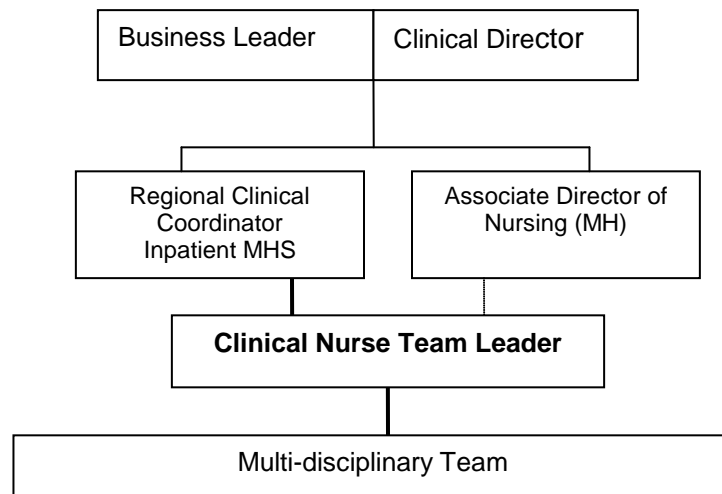 Business Leader
Clinical Director
Regional Clinical
Coordinator
Inpatient MHS
Associate Director of
Nursing (MH)
Clinical Nurse Team Leader
Multi-disciplinary Team